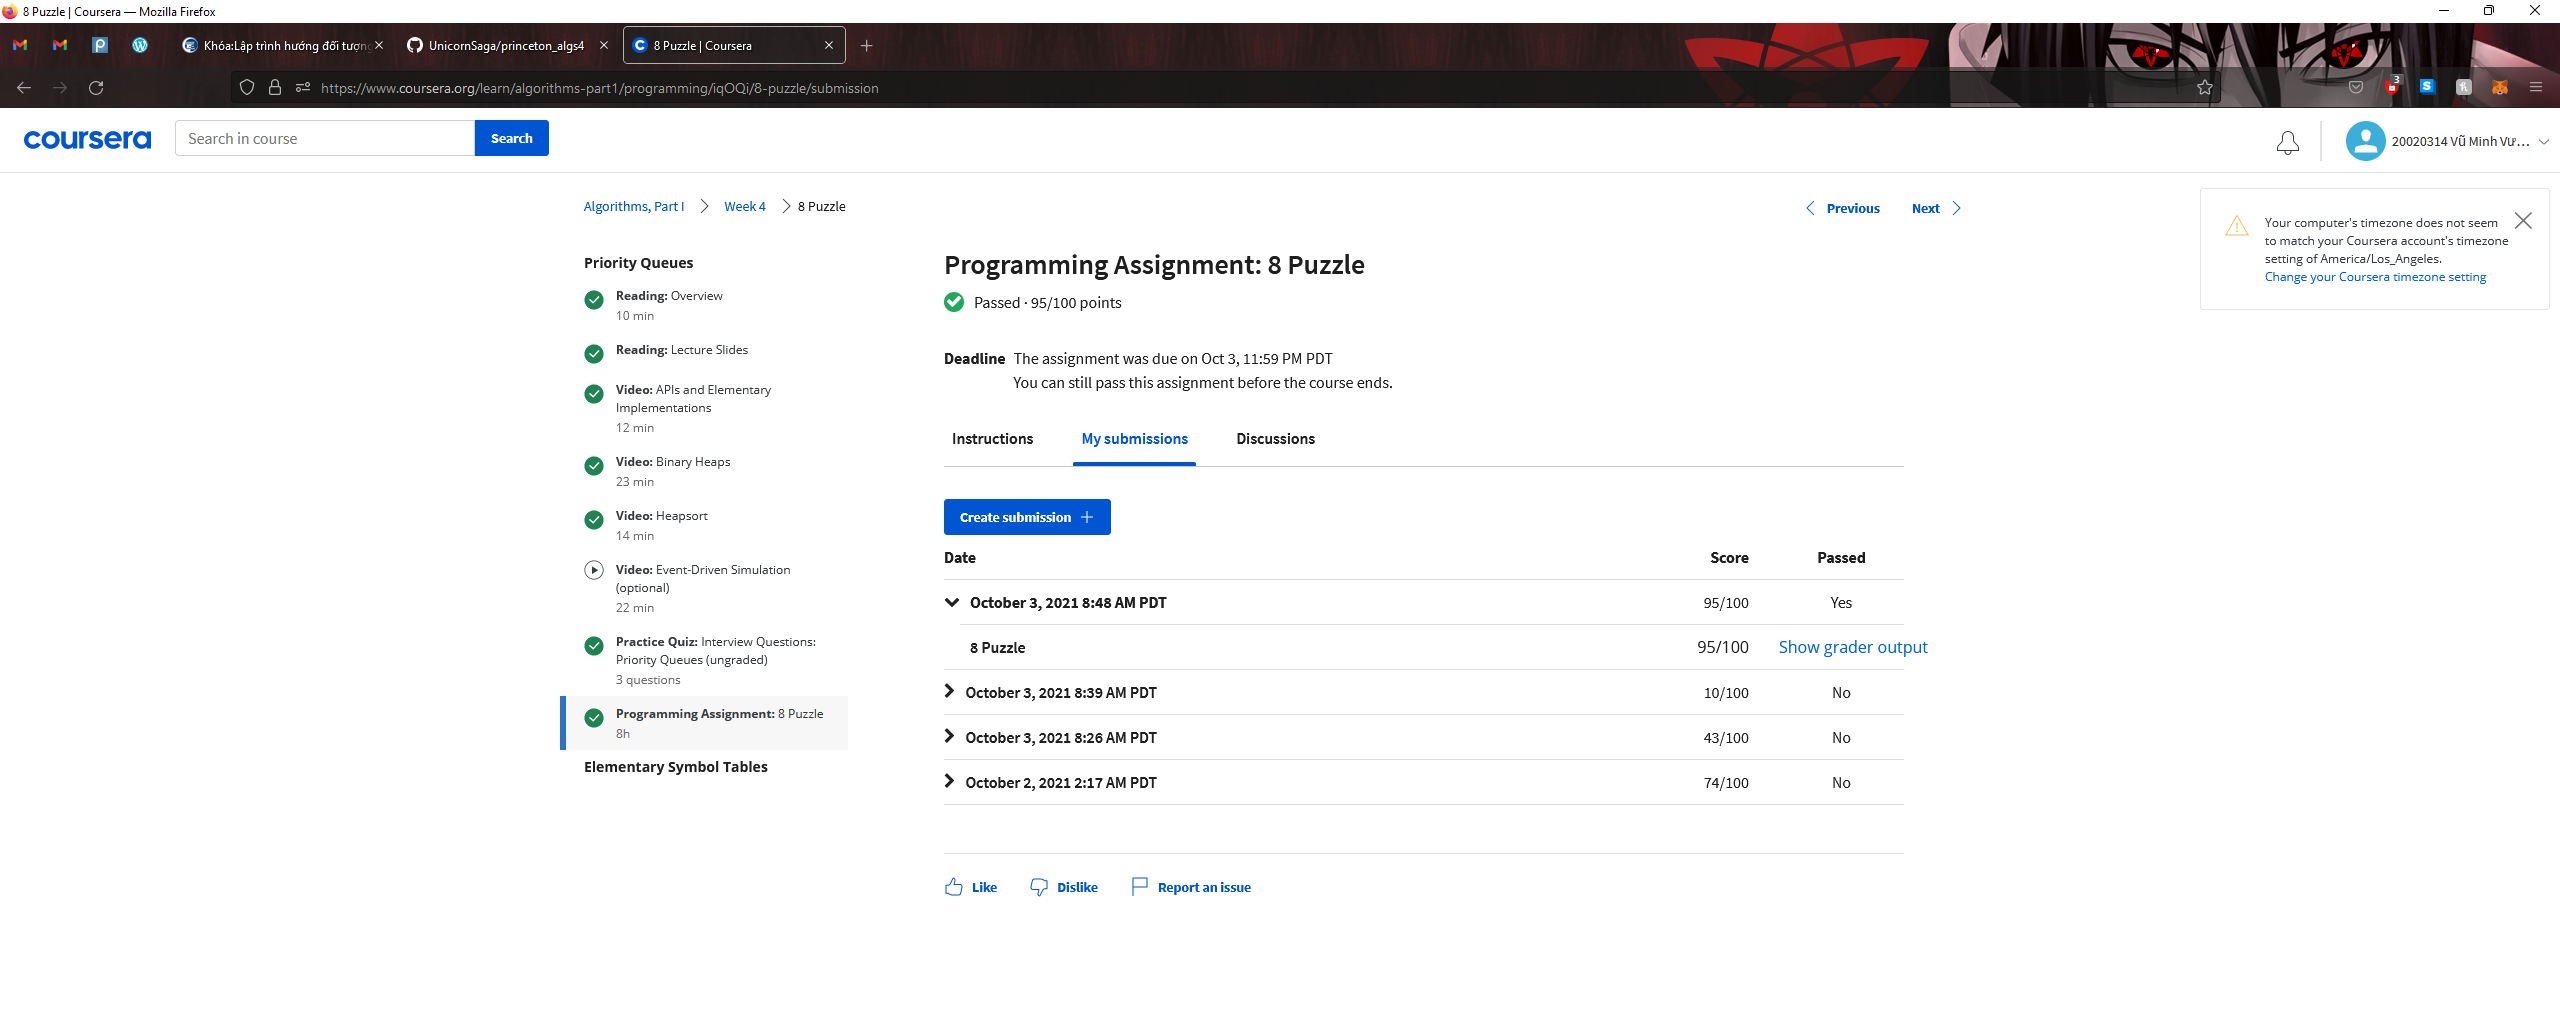 8 Puzzle | Coursera — Mozilla Firefox
Khóa:Lập trình hướng đối tượng
UnicornSaga/princeton_algs4
8 Puzzle | Coursera
https://www.coursera.org/learn/algorithms-part1/programming/iqOQi/8-puzzle/submission
3
coursera
Search in course
Search
20020314 Vũ Minh Vư...
Algorithms, Part I
Week 4
8 Puzzle
Previous
Next
Your computer's timezone does not seem
to match your Coursera account's timezone
setting of America/Los_Angeles.
Change your Coursera timezone setting
Priority Queues
Reading: Overview
10 min
Reading: Lecture Slides
Video: APIs and Elementary
Implementations
12 min
Video: Binary Heaps
23 min
Video: Heapsort
14 min
Video: Event-Driven Simulation
(optional)
22 min
Practice Quiz: Interview Questions:
Priority Queues (ungraded)
3 questions
Programming Assignment: 8 Puzzle
8h
Elementary Symbol Tables
Programming Assignment: 8 Puzzle
Passed · 95/100 points
Deadline The assignment was due on Oct 3, 11:59 PM PDT
You can still pass this assignment before the course ends.
Instructions
My submissions
Discussions
Create submission
Date Score Passed
October 3, 2021 8:48 AM PDT 95/100 Yes
8 Puzzle 95/100 Show grader output
October 3, 2021 8:39 AM PDT 10/100 No
October 3, 2021 8:26 AM PDT 43/100 No
October 2, 2021 2:17 AM PDT 74/100 No
Like
Dislike
Report an issue